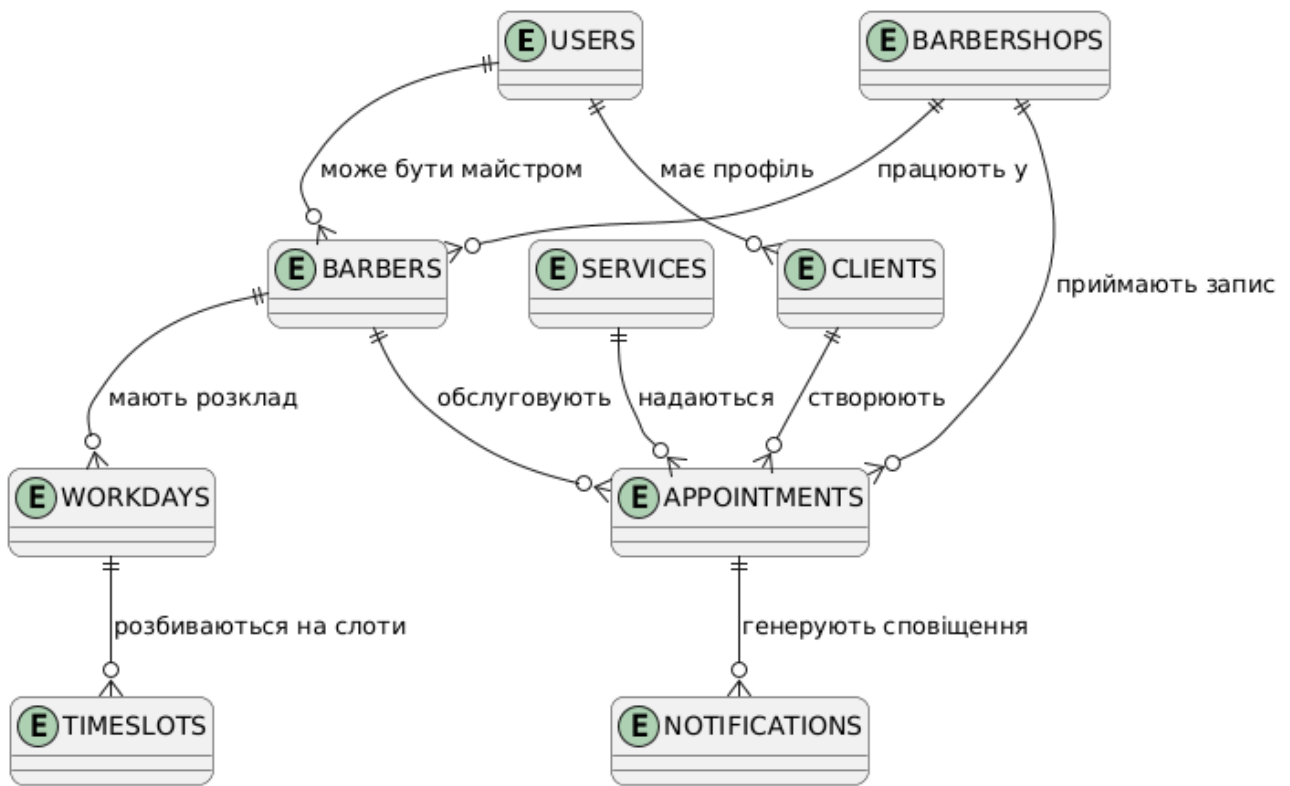 E USERS
E BARBERSHOPS
може бути майстром
має профіль
працюють у
E BARBERS
E SERVICES
E CLIENTS
приймають запис
мають розклад
обслуговують
надаються
створюють
E WORKDAYS
E APPOINTMENTS
розбиваються на слоти
генерують сповіщення
E TIMESLOTS
E NOTIFICATIONS